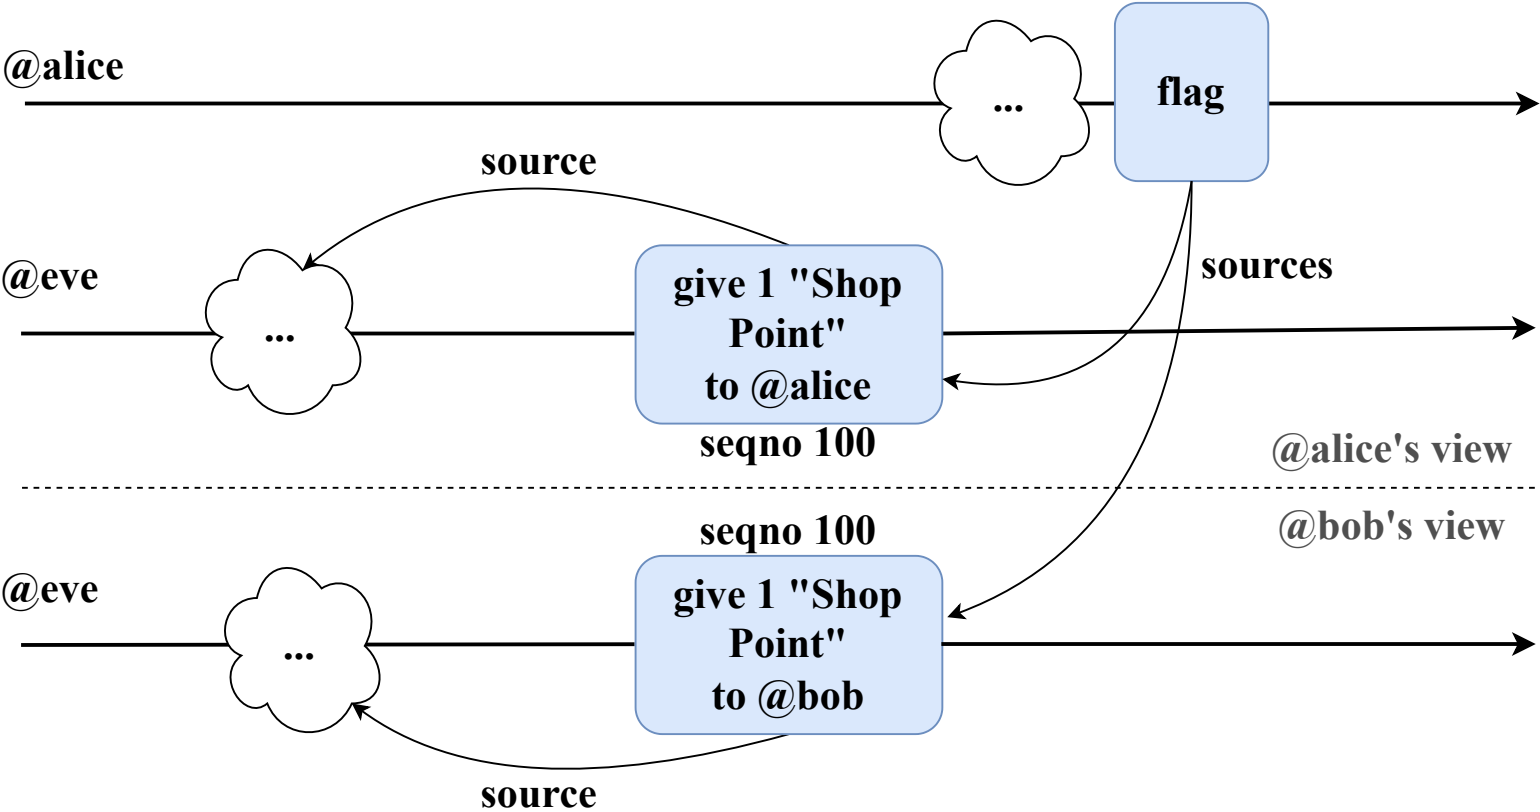 @alice
...
flag
source
@eve
...
give 1 "Shop
Point"
to @alice
sources
seqno 100
@alice's view
seqno 100
@bob's view
@eve
...
give 1 "Shop
Point"
to @bob
source